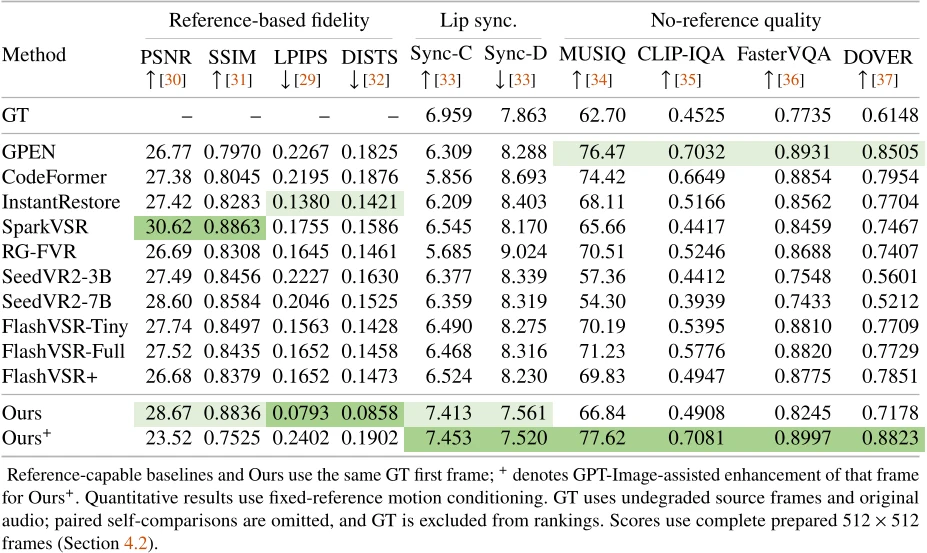 Reference-based fidelity Lip sync. No-reference quality
Method PSNR SSIM LPIPS DISTS Sync-C Sync-D MUSIQ CLIP-IQA FasterVQA DOVER
↑ [30] ↑ [31] ↓ [29] ↓ [32] ↑ [33] ↓ [33] ↑ [34] ↑ [35] ↑ [36] ↑ [37]
GT – – – – 6.959 7.863 62.70 0.4525 0.7735 0.6148
GPEN 26.77 0.7970 0.2267 0.1825 6.309 8.288 76.47 0.7032 0.8931 0.8505
CodeFormer 27.38 0.8045 0.2195 0.1876 5.856 8.693 74.42 0.6649 0.8854 0.7954
InstantRestore 27.42 0.8283 0.1380 0.1421 6.209 8.403 68.11 0.5166 0.8562 0.7704
SparkVSR 30.62 0.8863 0.1755 0.1586 6.545 8.170 65.66 0.4417 0.8459 0.7467
RG-FVR 26.69 0.8308 0.1645 0.1461 5.685 9.024 70.51 0.5246 0.8688 0.7407
SeedVR2-3B 27.49 0.8456 0.2227 0.1630 6.377 8.339 57.36 0.4412 0.7548 0.5601
SeedVR2-7B 28.60 0.8584 0.2046 0.1525 6.359 8.319 54.30 0.3939 0.7433 0.5212
FlashVSR-Tiny 27.74 0.8497 0.1563 0.1428 6.490 8.275 70.19 0.5395 0.8810 0.7709
FlashVSR-Full 27.52 0.8435 0.1652 0.1458 6.468 8.316 71.23 0.5776 0.8820 0.7729
FlashVSR+ 26.68 0.8379 0.1652 0.1473 6.524 8.230 69.83 0.4947 0.8775 0.7851
Ours 28.67 0.8836 0.0793 0.0858 7.413 7.561 66.84 0.4908 0.8245 0.7178
Ours⁺ 23.52 0.7525 0.2402 0.1902 7.453 7.520 77.62 0.7081 0.8997 0.8823
Reference-capable baselines and Ours use the same GT first frame; ⁺ denotes GPT-Image-assisted enhancement of that frame
for Ours⁺. Quantitative results use fixed-reference motion conditioning. GT uses undegraded source frames and original
audio; paired self-comparisons are omitted, and GT is excluded from rankings. Scores use complete prepared 512 × 512
frames (Section 4.2).